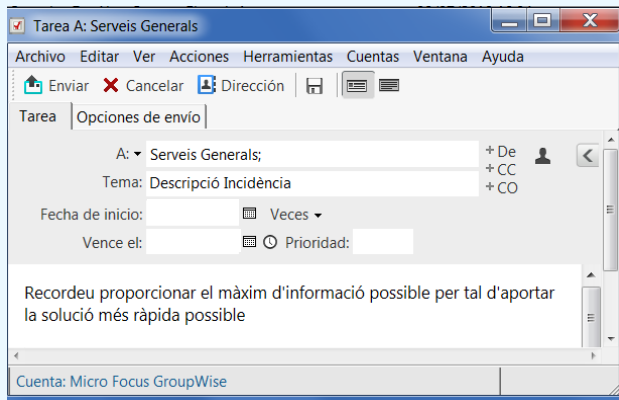 Tarea A: Serveis Generals
Archivo Editar Ver Acciones Herramientas Cuentas Ventana Ayuda
Enviar Cancelar Dirección
Tarea Opciones de envío
A: Serveis Generals; + De
+ CC
Tema: Descripció Incidència + CO
Fecha de inicio: Veces
Vence el: Prioridad:
Recordeu proporcionar el màxim d'informació possible per tal d'aportar
la solució més ràpida possible
Cuenta: Micro Focus GroupWise